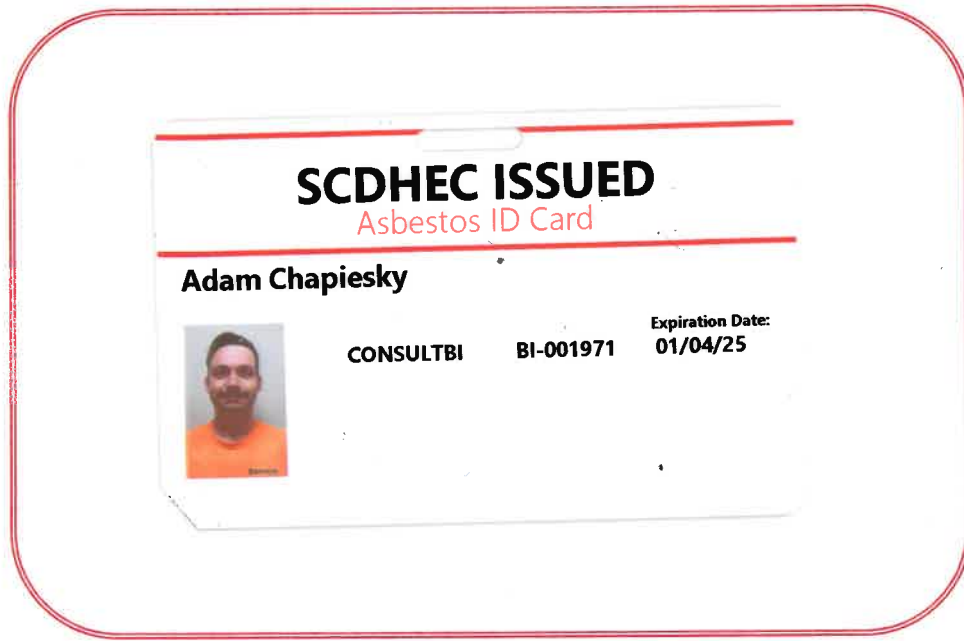 SCDHEC ISSUED
Asbestos ID Card
Adam Chapiesky
CONSULTBI BI-001971 Expiration Date:
01/04/25